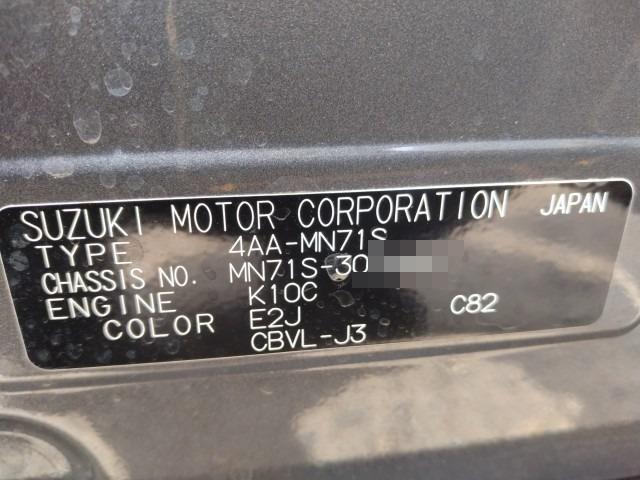 SUZUKI MOTOR CORPORATION JAPAN
TYPE 4AA-MN71S
CHASSIS NO. MN71S-30
ENGINE K10C C82
COLOR E2J
CBVL-J3